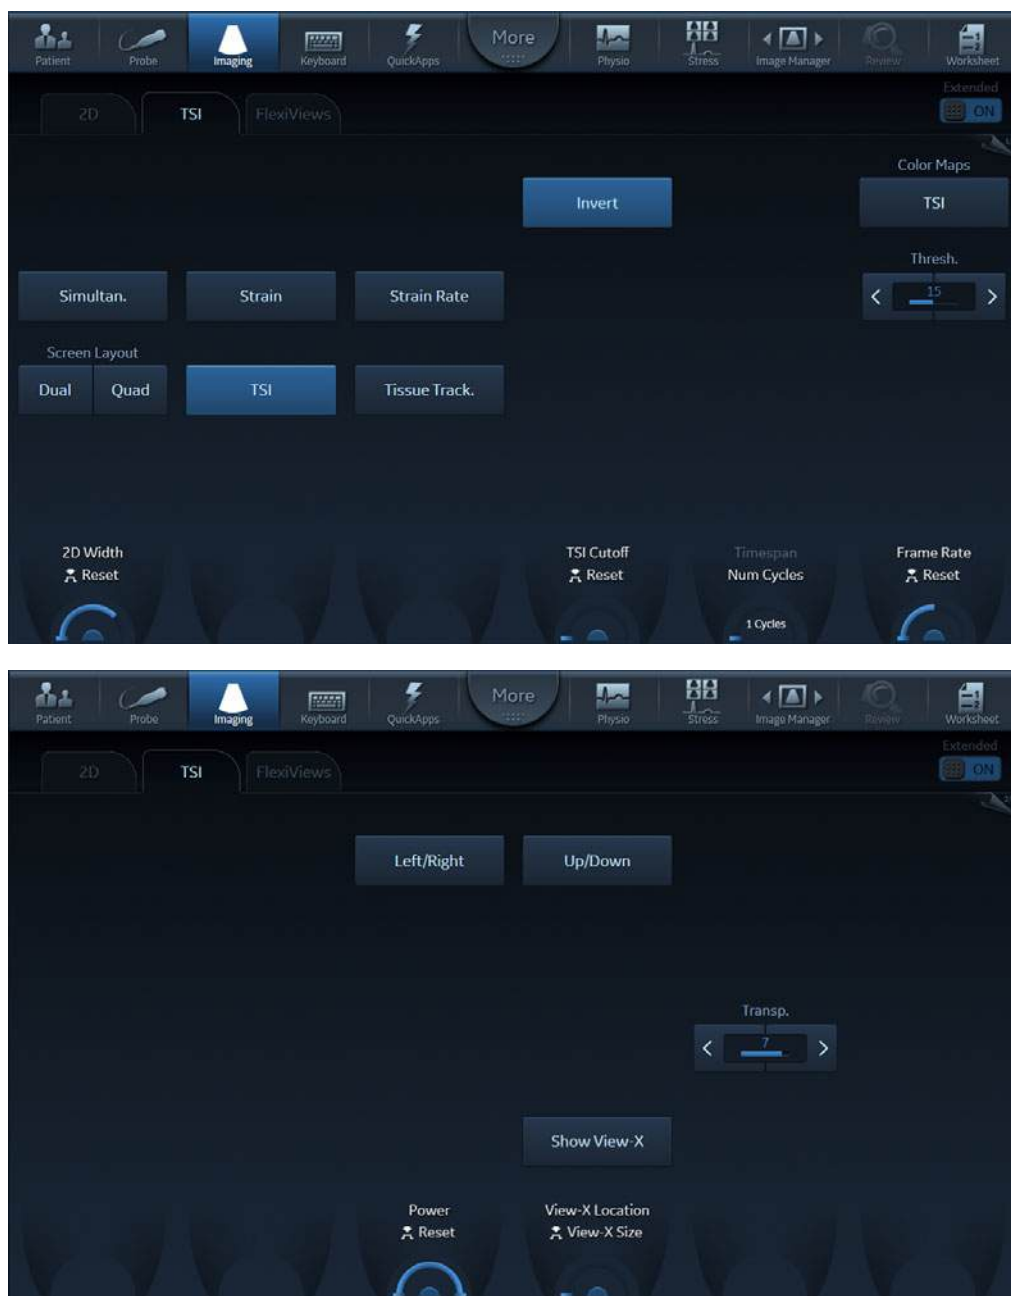 Patient Probe Imaging Keyboard QuickApps More Physio Stress Image Manager Review Worksheet
Extended
2D TSI FlexiViews ON
Color Maps
Invert TSI
Thresh.
Simultan. Strain Strain Rate 15
Screen Layout
Dual Quad TSI Tissue Track.
2D Width TSI Cutoff Timespan Frame Rate
Reset Reset Num Cycles Reset
1 Cycles
Patient Probe Imaging Keyboard QuickApps More Physio Stress Image Manager Review Worksheet
Extended
2D TSI FlexiViews ON
Left/Right Up/Down
Transp.
7
Show View-X
Power View-X Location
Reset View-X Size